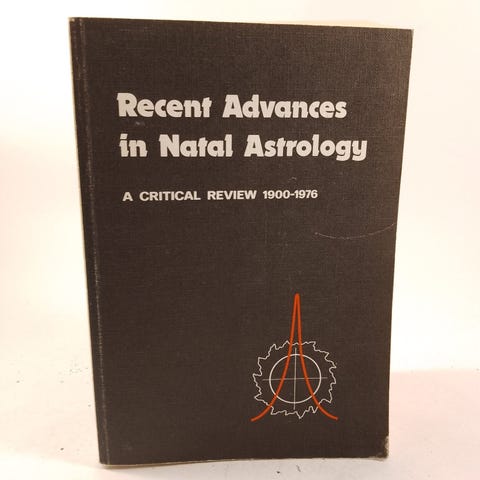 Recent Advances
in Natal Astrology
A CRITICAL REVIEW 1900-1976